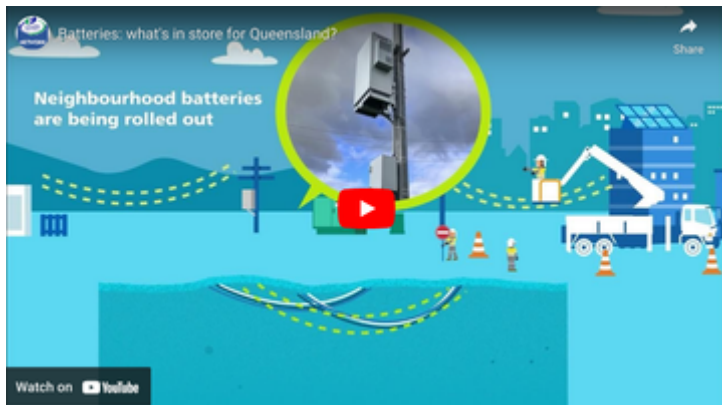 Batteries: what's in store for Queensland?
Share
Neighbourhood batteries
are being rolled out
Watch on YouTube